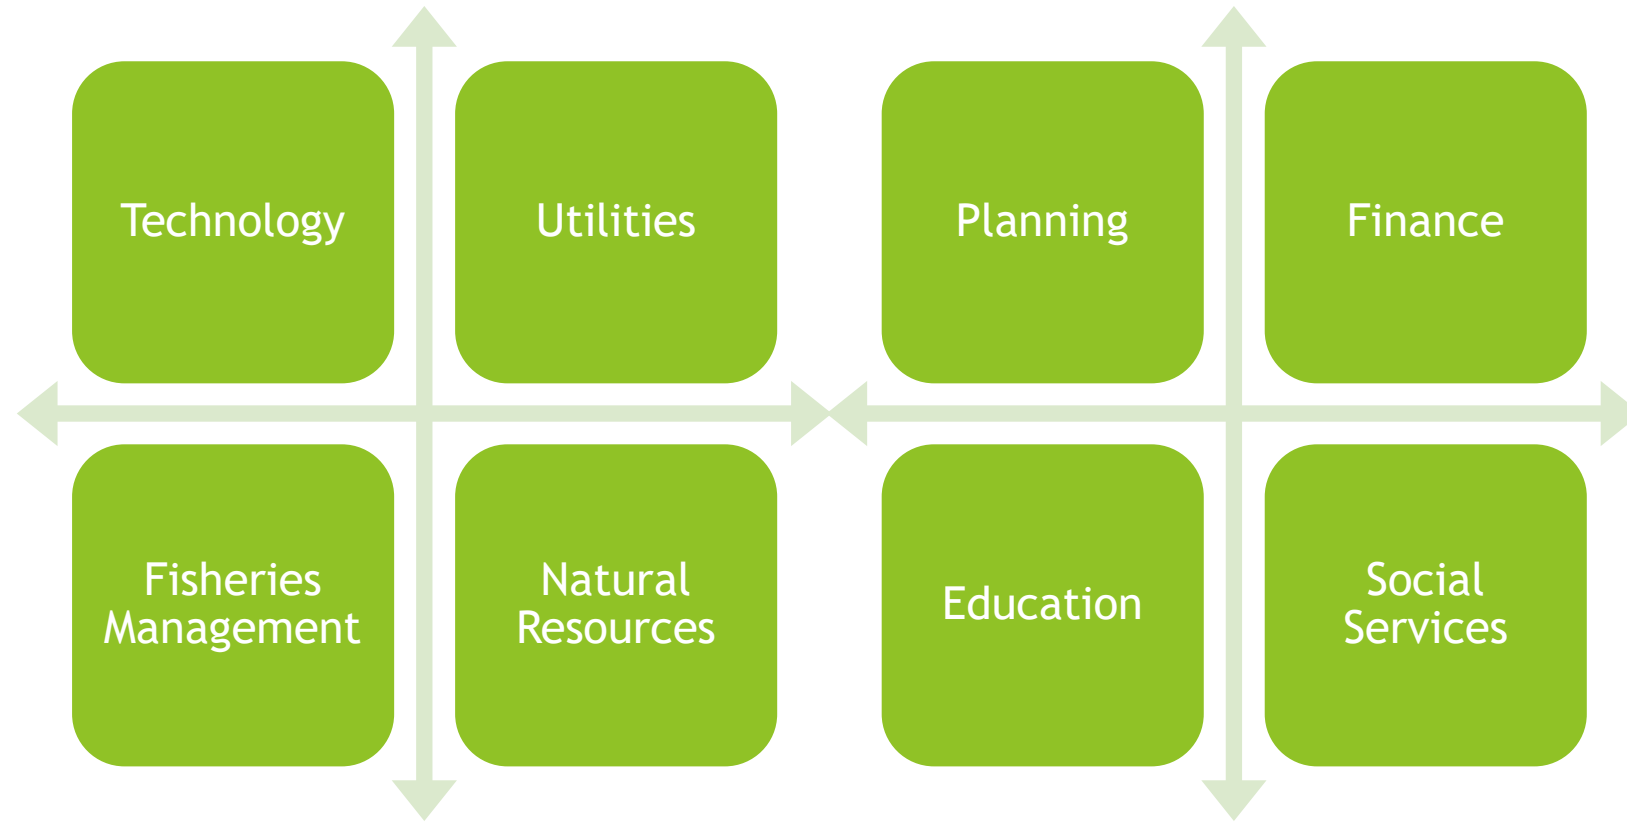 Technology
Utilities
Planning
Finance
Fisheries
Management
Natural
Resources
Education
Social
Services